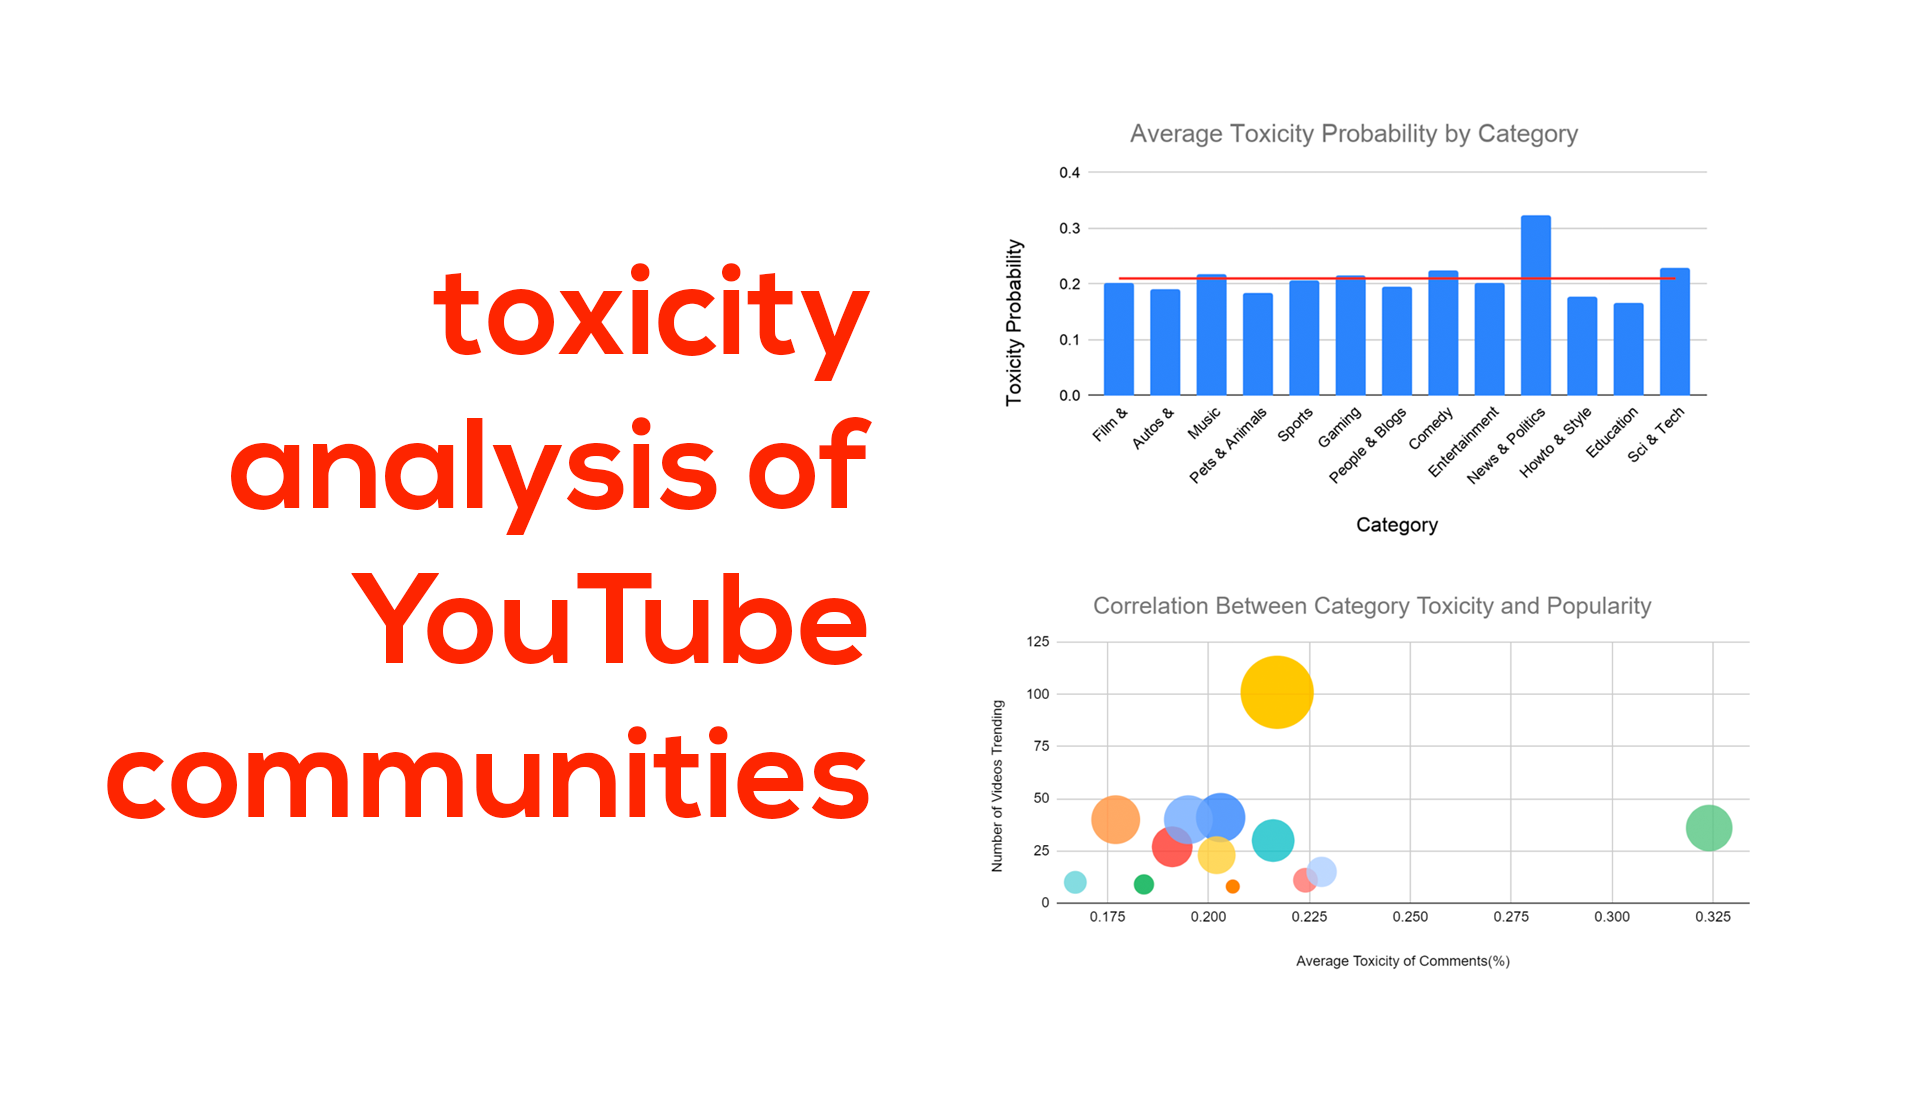 toxicity
analysis of
YouTube
communities
Average Toxicity Probability by Category
Toxicity Probability
0.4
0.3
0.2
0.1
0.0
Film &
Autos &
Music
Pets & Animals
Sports
Gaming
People & Blogs
Comedy
Entertainment
News & Politics
Howto & Style
Education
Sci & Tech
Category
Correlation Between Category Toxicity and Popularity
Number of Videos Trending
125
100
75
50
25
0
0.175
0.200
0.225
0.250
0.275
0.300
0.325
Average Toxicity of Comments(%)